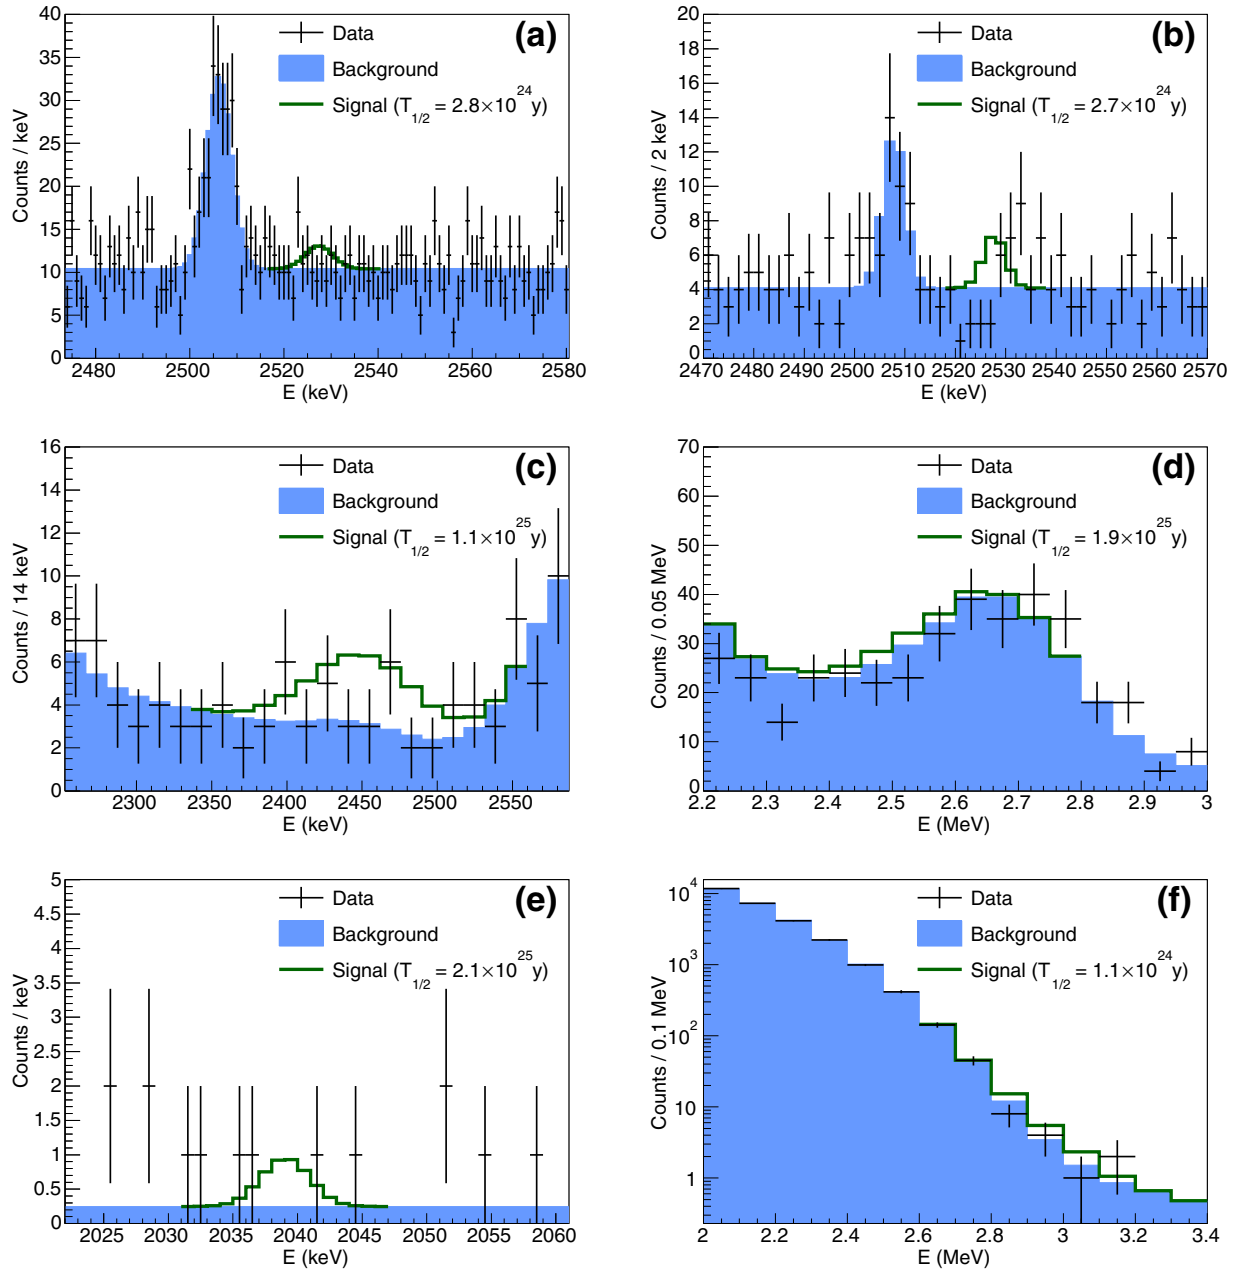 (a)
Data
Background
Signal (T1/2 = 2.8×10^24 y)
Counts / keV
40
35
30
25
20
15
10
5
0
2480 2500 2520 2540 2560 2580
E (keV)
(b)
Data
Background
Signal (T1/2 = 2.7×10^24 y)
Counts / 2 keV
20
18
16
14
12
10
8
6
4
2
0
2470 2480 2490 2500 2510 2520 2530 2540 2550 2560 2570
E (keV)
(c)
Data
Background
Signal (T1/2 = 1.1×10^25 y)
Counts / 14 keV
16
14
12
10
8
6
4
2
0
2300 2350 2400 2450 2500 2550
E (keV)
(d)
Data
Background
Signal (T1/2 = 1.9×10^25 y)
Counts / 0.05 MeV
70
60
50
40
30
20
10
0
2.2 2.3 2.4 2.5 2.6 2.7 2.8 2.9 3
E (MeV)
(e)
Data
Background
Signal (T1/2 = 2.1×10^25 y)
Counts / keV
5
4.5
4
3.5
3
2.5
2
1.5
1
0.5
0
2025 2030 2035 2040 2045 2050 2055 2060
E (keV)
(f)
Data
Background
Signal (T1/2 = 1.1×10^24 y)
Counts / 0.1 MeV
10^4
10^3
10^2
10
1
2 2.2 2.4 2.6 2.8 3 3.2 3.4
E (MeV)